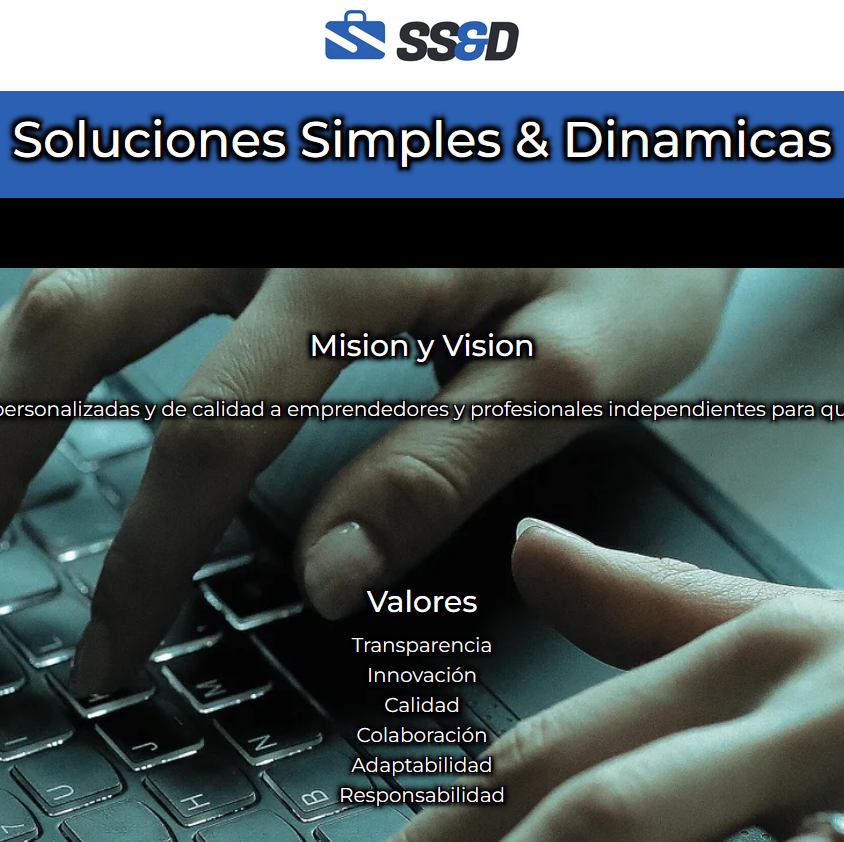 SS&D
Soluciones Simples & Dinamicas
Mision y Vision
personalizadas y de calidad a emprendedores y profesionales independientes para
Valores
Transparencia
Innovación
Calidad
Colaboración
Adaptabilidad
Responsabilidad
H
M
J
N
U
H
B